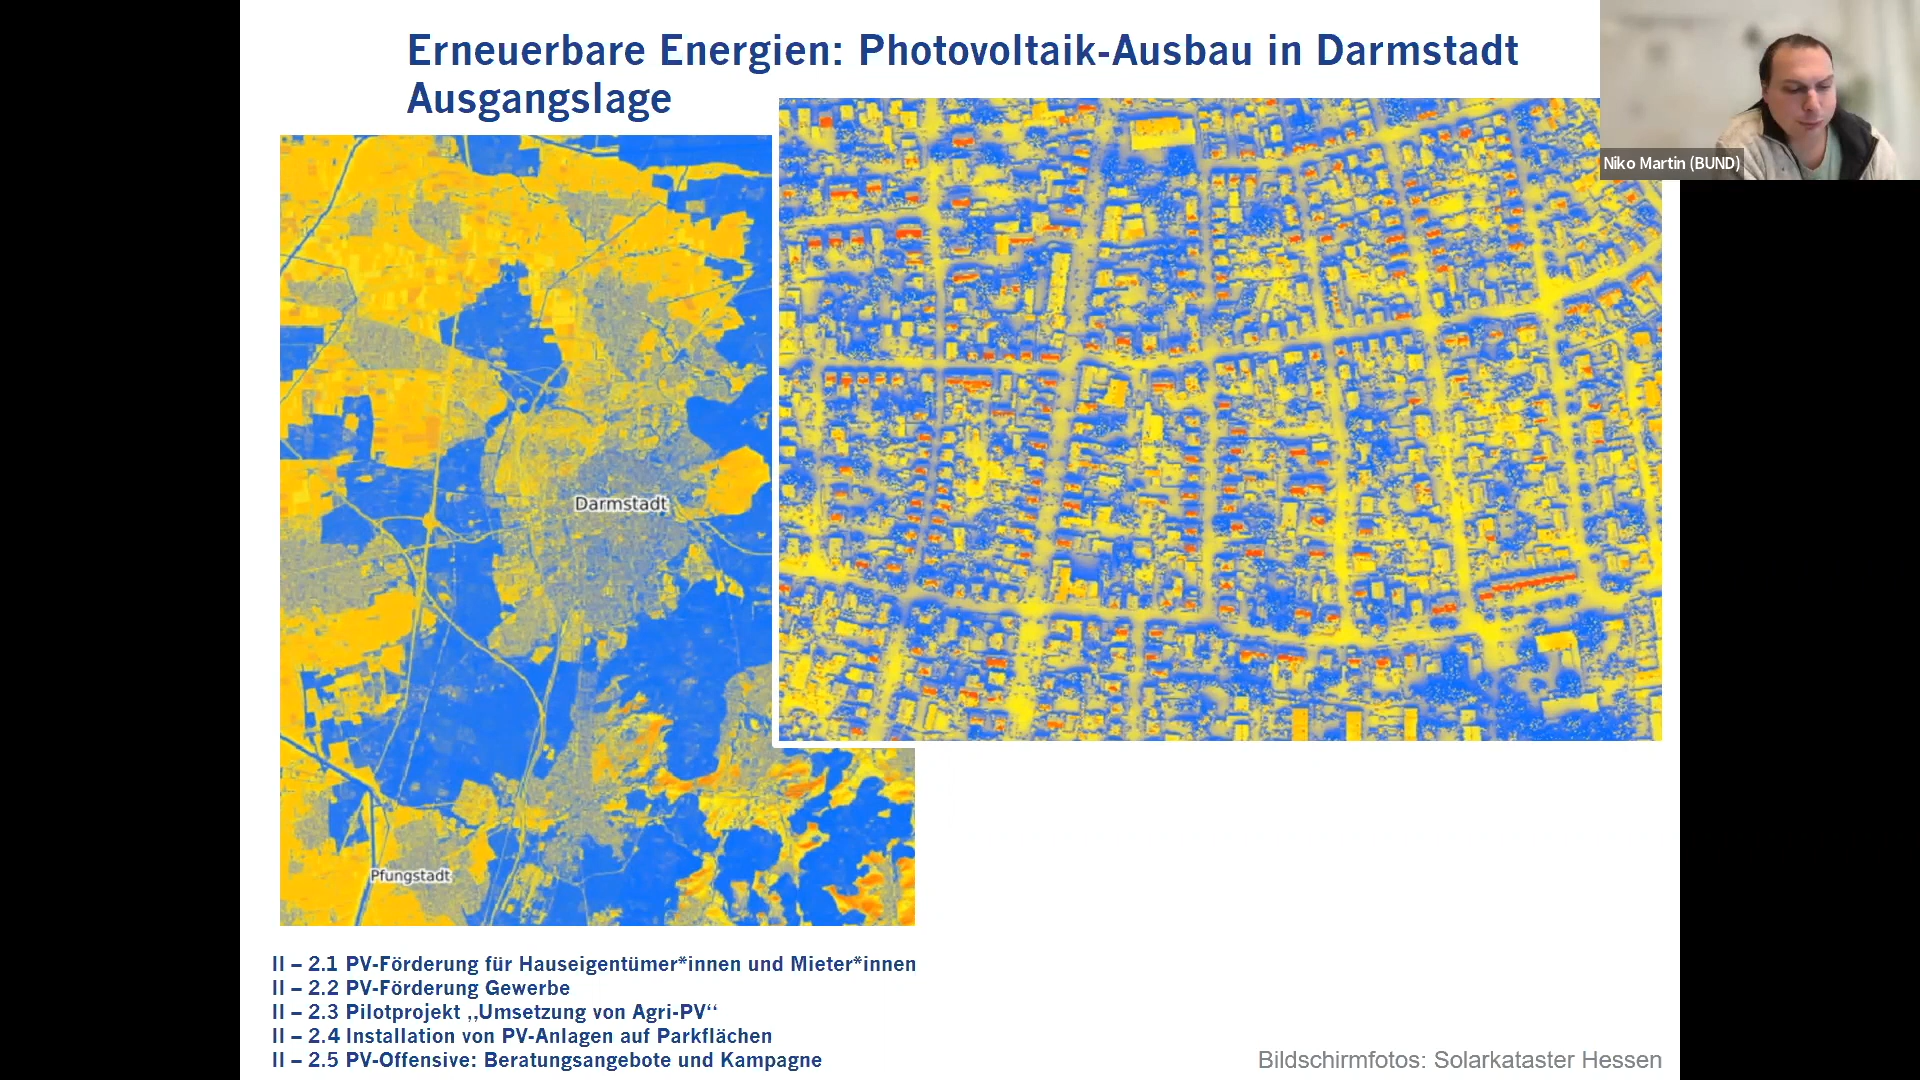 Erneuerbare Energien: Photovoltaik-Ausbau in Darmstadt
Ausgangslage
Niko Martin (BUND)
Darmstadt
Pfungstadt
II – 2.1 PV-Förderung für Hauseigentümer*innen und Mieter*innen
II – 2.2 PV-Förderung Gewerbe
II – 2.3 Pilotprojekt „Umsetzung von Agri-PV“
II – 2.4 Installation von PV-Anlagen auf Parkflächen
II – 2.5 PV-Offensive: Beratungsangebote und Kampagne
Bildschirmfotos: Solarkataster Hessen